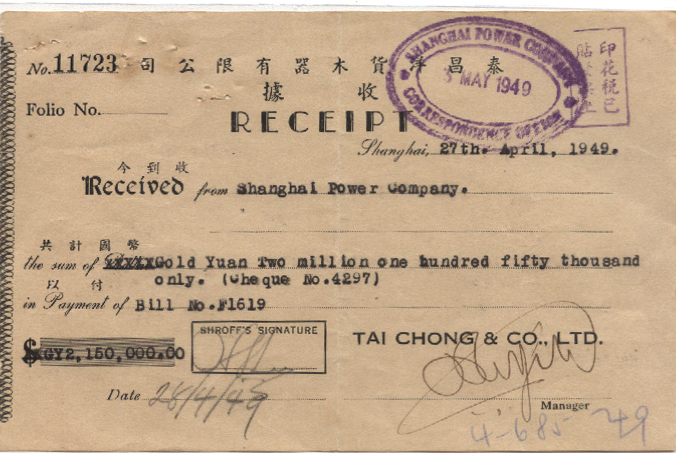 No. 11723 司公限有器木貨洋昌泰
SHANGHAI POWER COMPANY
MAY 1949
CORRESPONDENCE OFFICE
印花稅已
貼
Folio No.
據收
RECEIPT
Shanghai, 27th. April, 1949.
今到收
Received from Shanghai Power Company.
共計國幣
the sum of xxxxx Gold Yuan Two million one hundred fifty thousand
only. (Cheque No.4297)
以付
in Payment of Bill No.F1619
$ GY2,150,000.00
SHROFF'S SIGNATURE
TAI CHONG & CO., LTD.
Date 28/4/49
Manager
4-685 49